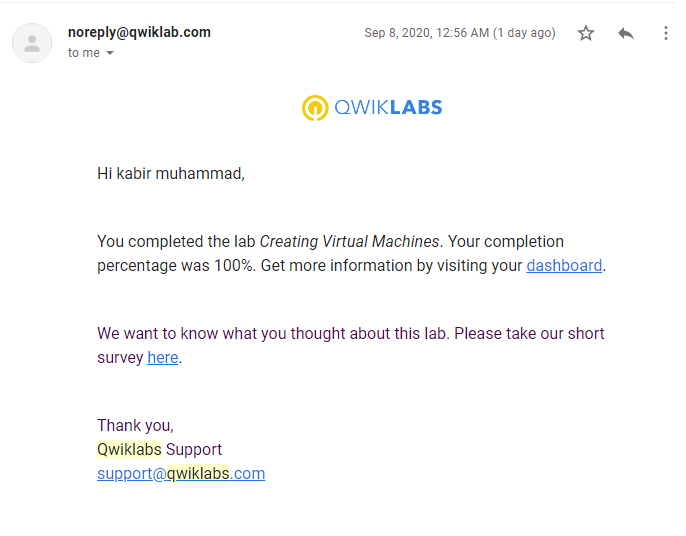 noreply@qwiklab.com
Sep 8, 2020, 12:56 AM (1 day ago)
to me
QWIKLABS
Hi kabir muhammad,
You completed the lab Creating Virtual Machines. Your completion
percentage was 100%. Get more information by visiting your dashboard.
We want to know what you thought about this lab. Please take our short
survey here.
Thank you,
Qwiklabs Support
support@qwiklabs.com